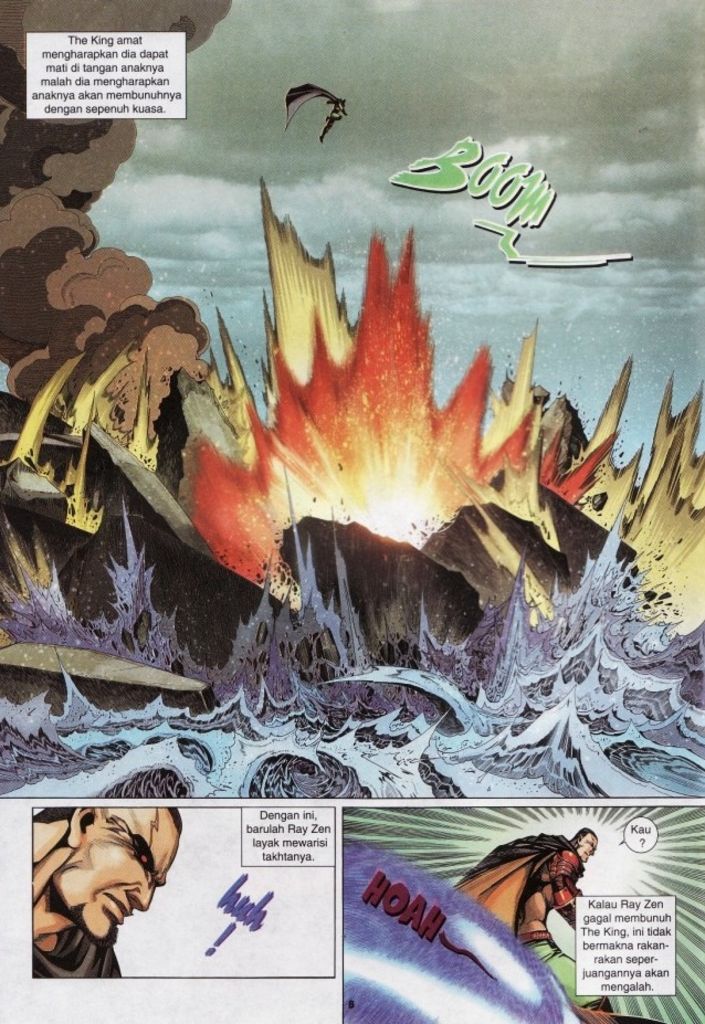 The King amat
mengharapkan dia dapat
mati di tangan anaknya
malah dia mengharapkan
anaknya akan membunuhnya
dengan sepenuh kuasa.
BOOM
Dengan ini,
barulah Ray Zen
layak mewarisi
takhtanya.
huh
!
Kau
?
HOAH
Kalau Ray Zen
gagal membunuh
The King, ini tidak
bermakna rakan-
rakan seper-
juangannya akan
mengalah.
8